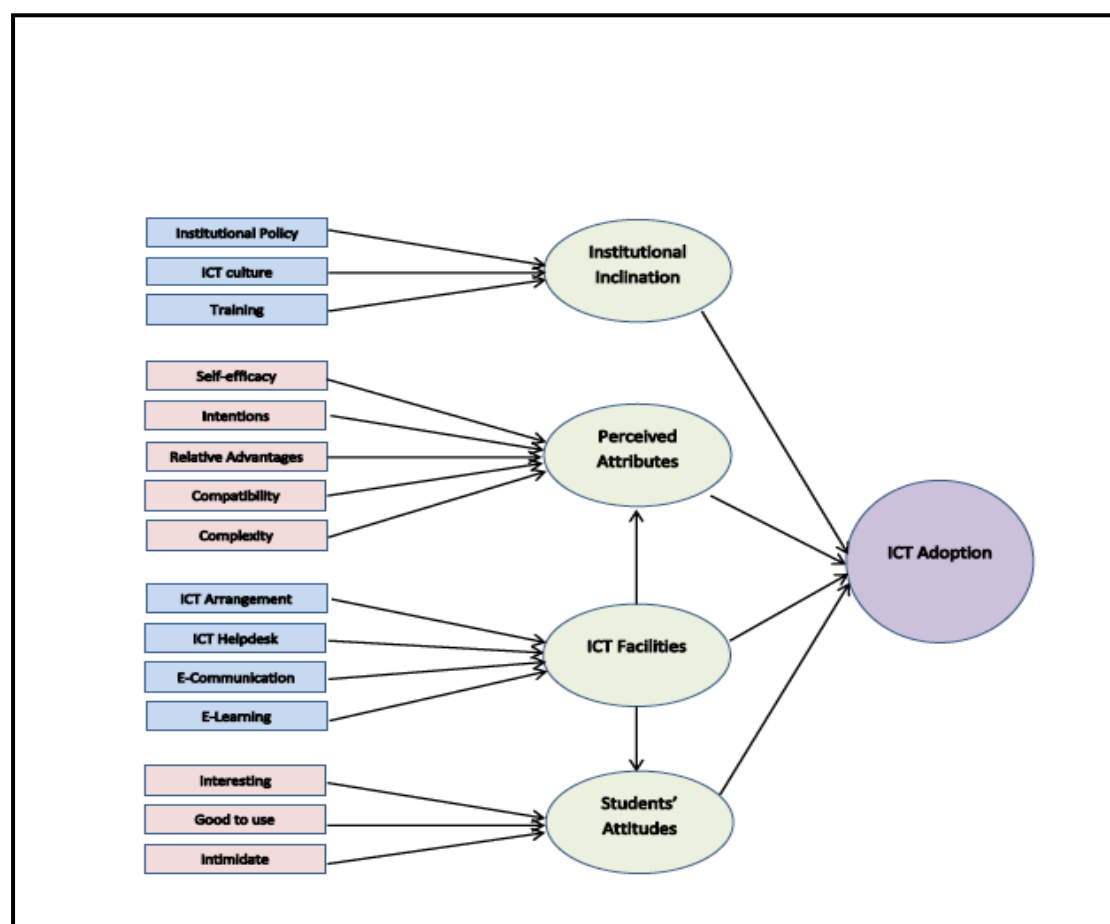 Institutional Policy
ICT culture
Training
Self-efficacy
Intentions
Relative Advantages
Compatibility
Complexity
ICT Arrangement
ICT Helpdesk
E-Communication
E-Learning
Interesting
Good to use
Intimidate
Institutional
Inclination
Perceived
Attributes
ICT Facilities
Students'
Attitudes
ICT Adoption